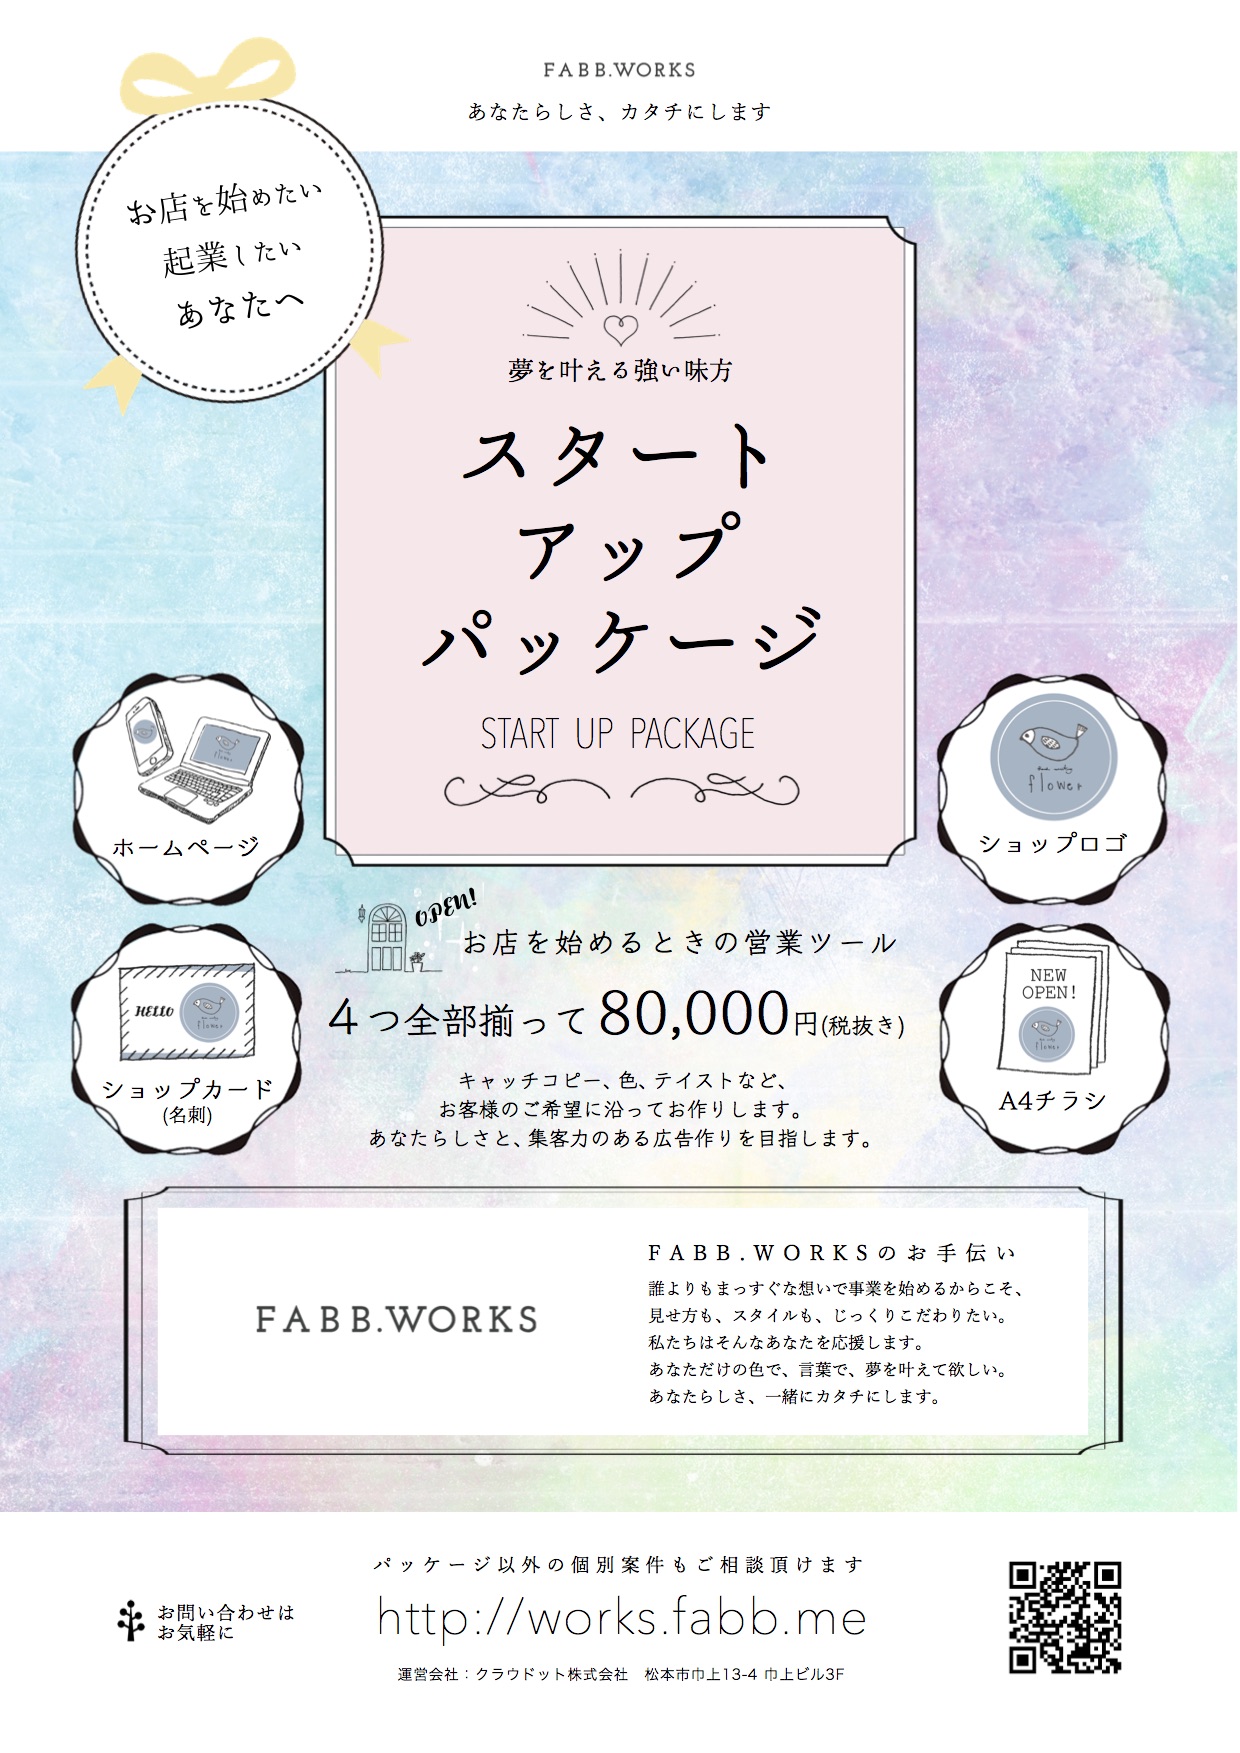 FABB.WORKS
あなたらしさ、カタチにします
お店を始めたい
起業したい
あなたへ
夢を叶える強い味方
スタート
アップ
パッケージ
START UP PACKAGE
flower
ホームページ
flower
ショップロゴ
OPEN!
お店を始めるときの営業ツール
4つ全部揃って80,000円(税抜き)
キャッチコピー、色、テイストなど、
お客様のご希望に沿ってお作りします。
あなたらしさと、集客力のある広告作りを目指します。
HELLO
flower
ショップカード
(名刺)
NEW
OPEN!
flower
A4チラシ
FABB.WORKS
FABB.WORKSのお手伝い
誰よりもまっすぐな想いで事業を始めるからこそ、
見せ方も、スタイルも、じっくりこだわりたい。
私たちはそんなあなたを応援します。
あなただけの色で、言葉で、夢を叶えて欲しい。
あなたらしさ、一緒にカタチにします。
パッケージ以外の個別案件もご相談頂けます
お問い合わせは
お気軽に
http://works.fabb.me
運営会社：クラウドット株式会社　松本市巾上13-4 巾上ビル3F